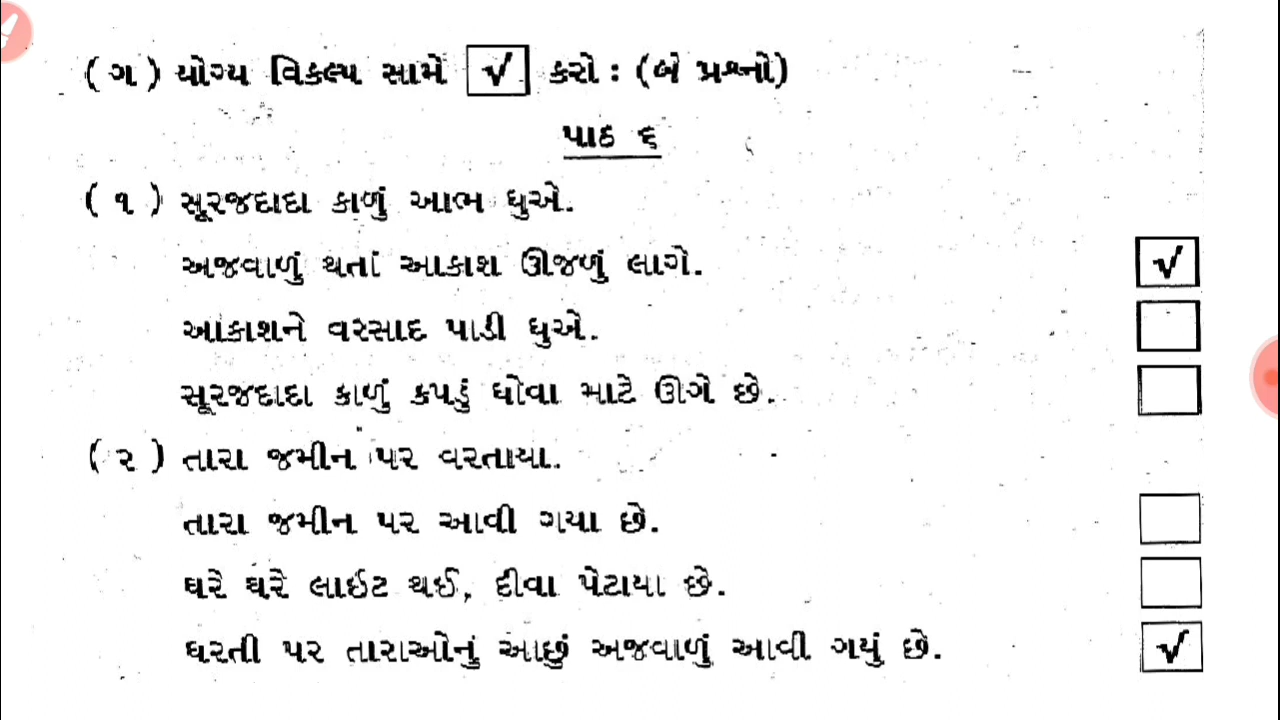 (ગ) યોગ્ય વિકલ્પ સામે √ કરો : (બે પ્રશ્નો)
પાઠ ૬
(૧) સૂરજદાદા કાળું આભ ધુએ.
અજવાળું થતાં આકાશ ઊજળું લાગે. √
આકાશને વરસાદ પાડી ધુએ.
સૂરજદાદા કાળું કપડું ધોવા માટે ઊગે છે.
(૨) તારા જમીન પર વરતાયા.
તારા જમીન પર આવી ગયા છે.
ઘરે ઘરે લાઈટ થઈ, દીવા પેટાયા છે.
ધરતી પર તારાઓનું આછું અજવાળું આવી ગયું છે. √